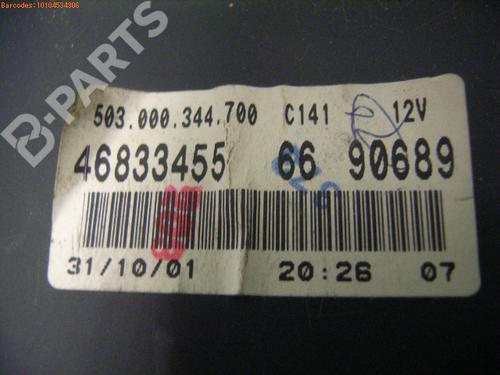 Barcodes:10104534306
B-PARTS
503.000.344.700 C141 12V
46833455 66 90689
31/10/01 20:26 07